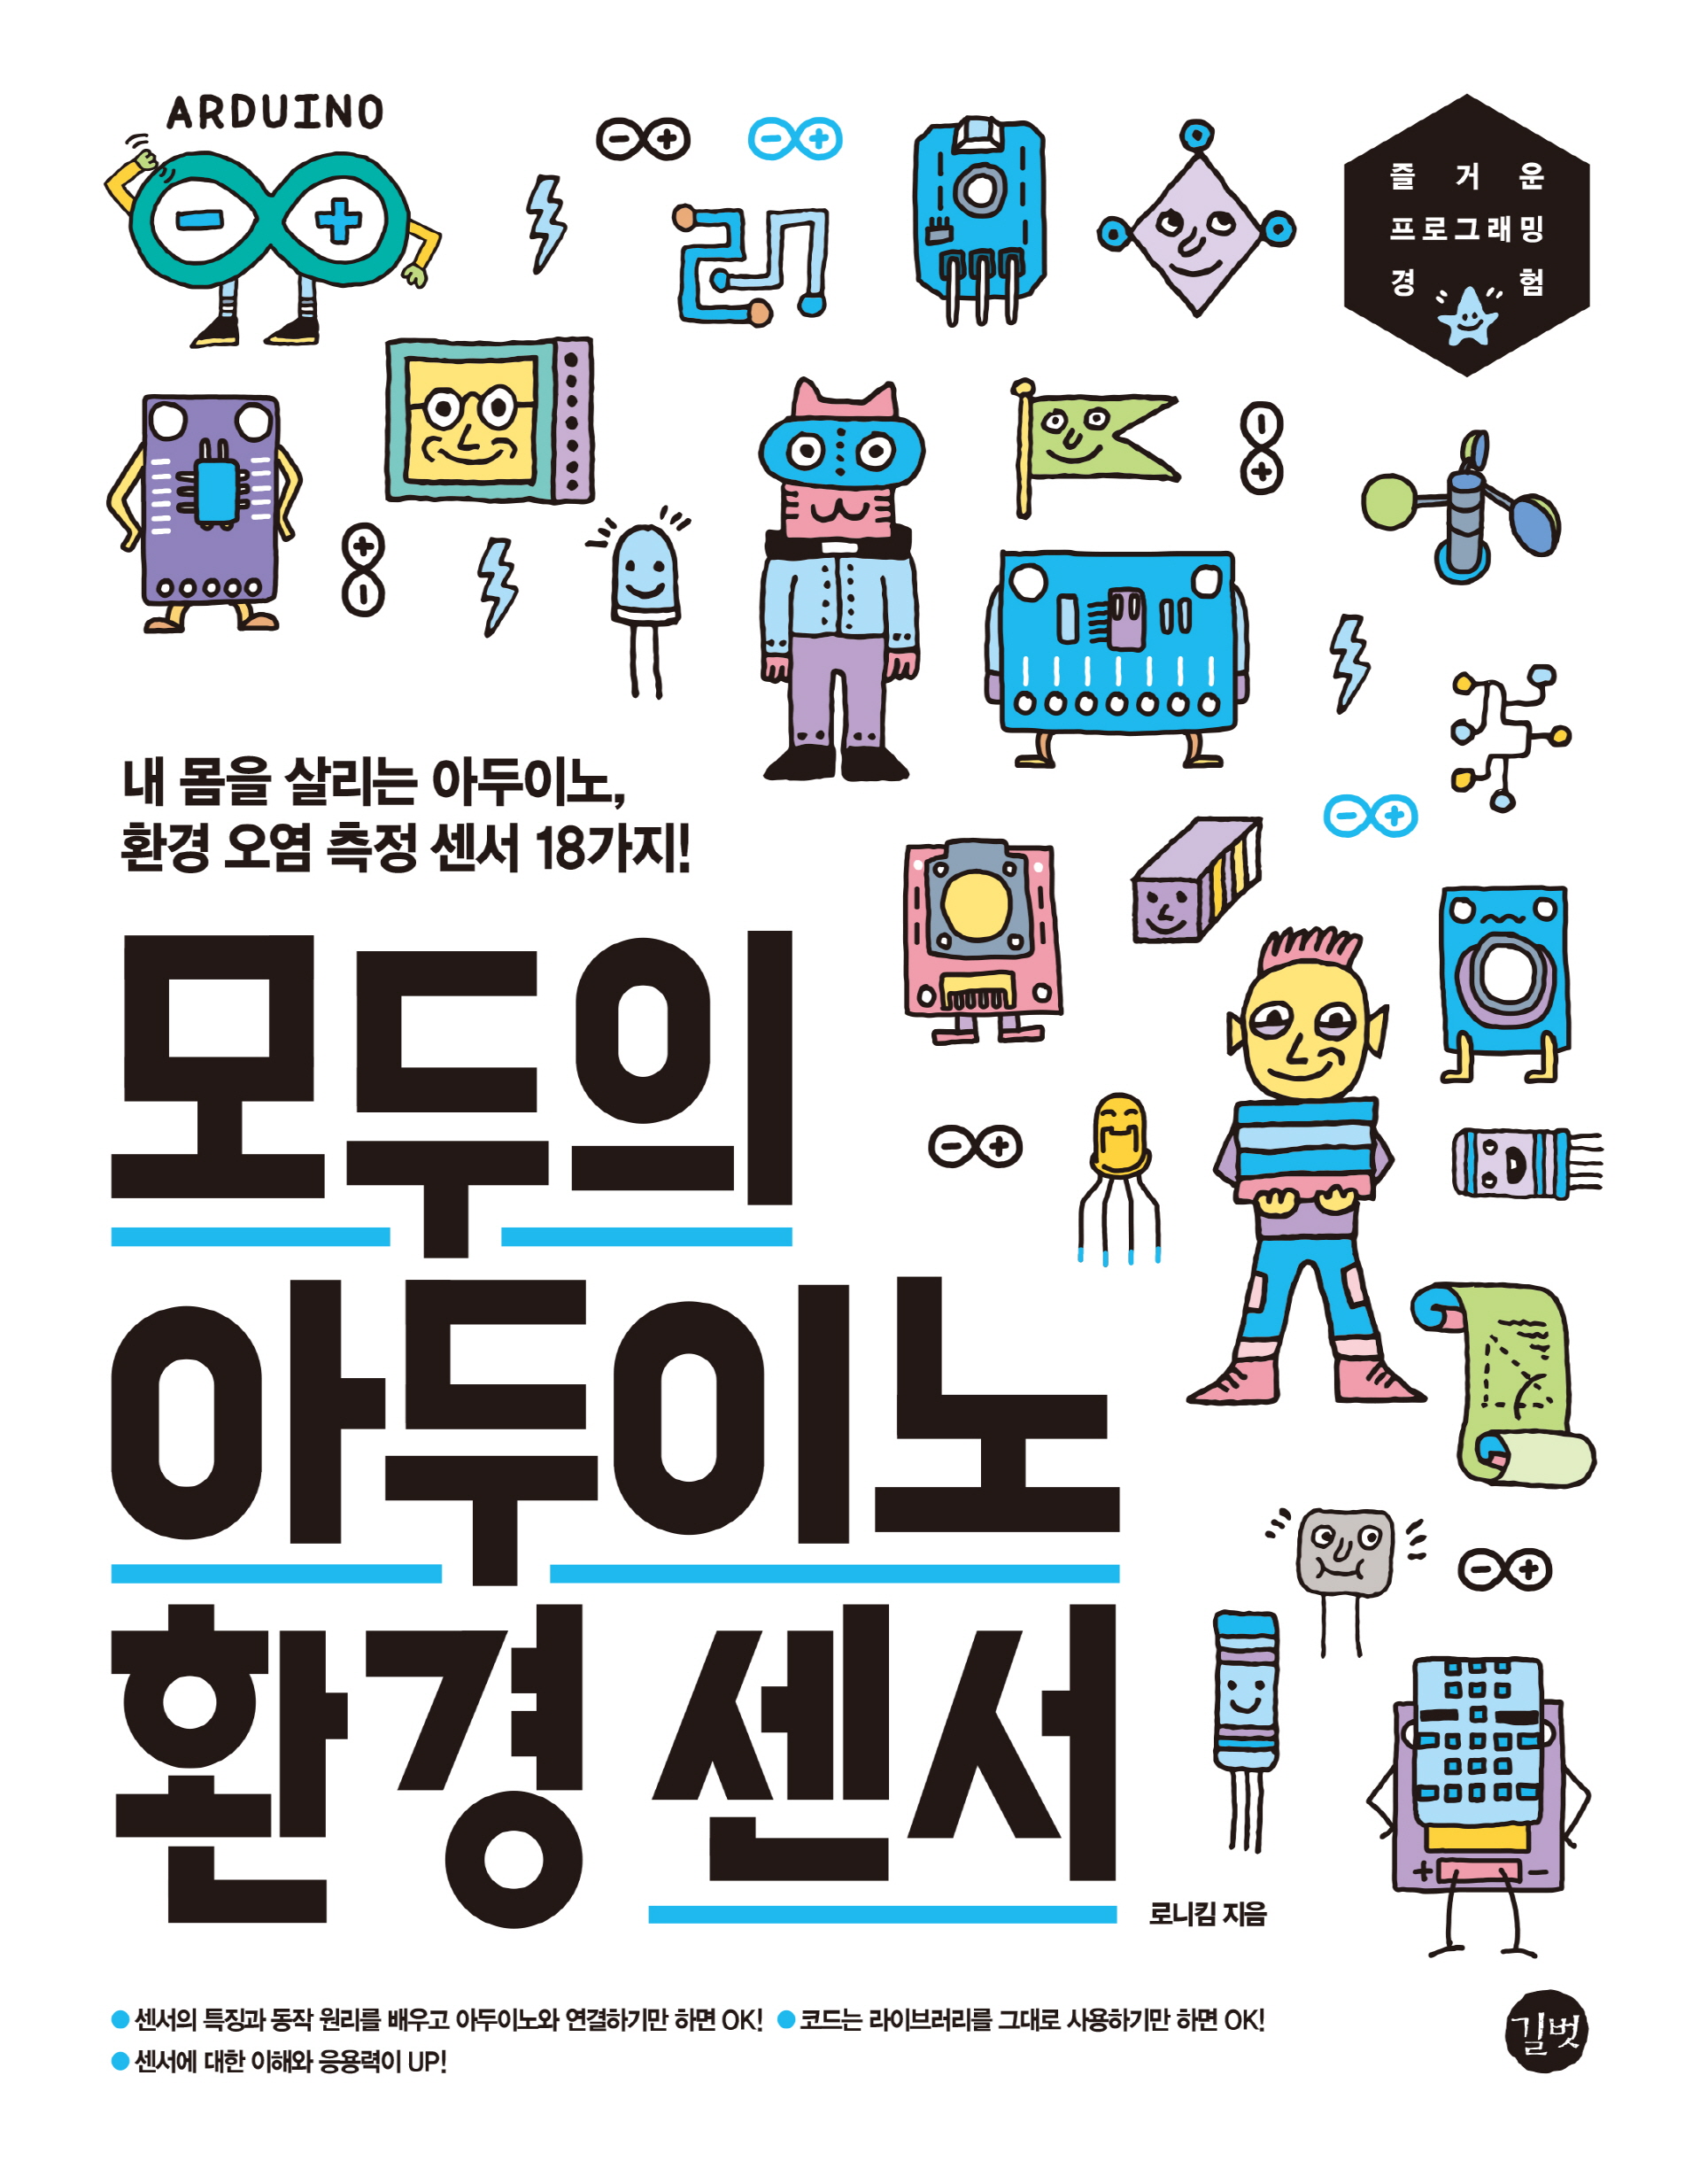 ARDUINO
즐거운
프로그래밍
경험
내 몸을 살리는 아두이노,
환경 오염 측정 센서 18가지!
모두의
아두이노
환경 센서
로니킴 지음
센서의 특징과 동작 원리를 배우고 아두이노와 연결하기만 하면 OK! 코드는 라이브러리를 그대로 사용하기만 하면 OK!
센서에 대한 이해와 응용력이 UP!
길벗